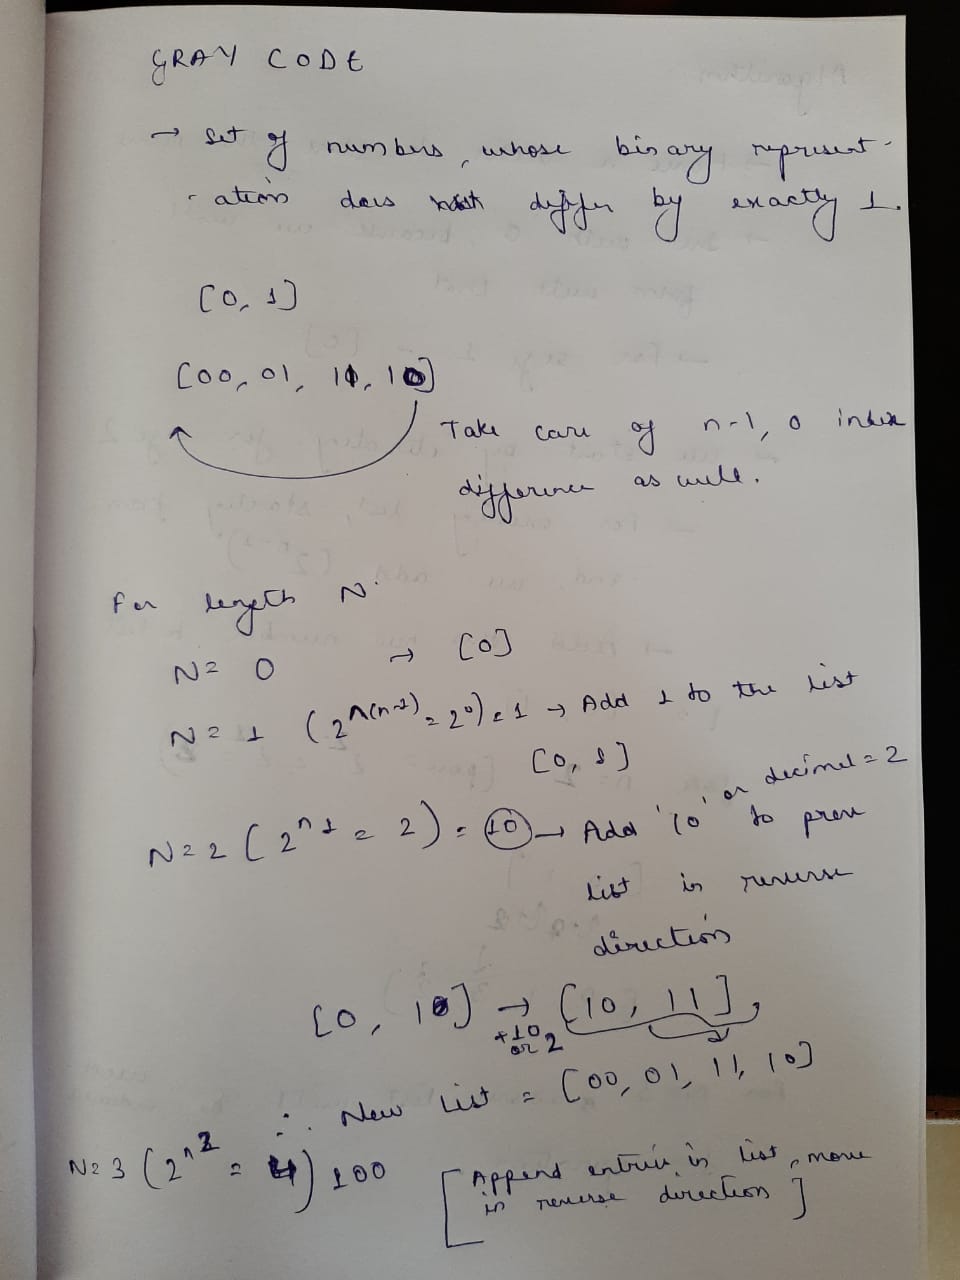 GRAY CODE
→ set of numbers, whose binary represent-
-ation does differ by exactly 1.
[0, 1]
[00, 01, 11, 10]
Take care of n-1, 0 index
difference as well.
For length N.
N = 0 → [0]
N = 1 (2^(n-1) = 2^0) = 1 → Add 1 to the list
[0, 1]
N = 2 (2^1 = 2) = 10 → Add '10' or decimal = 2 to prev
list in reverse
direction
[0, 10] → [10, 11],
+10
or 2
∴ New List = [00, 01, 11, 10]
N = 3 (2^2 = 4) 100
[Append entries in list, move
in reverse direction]